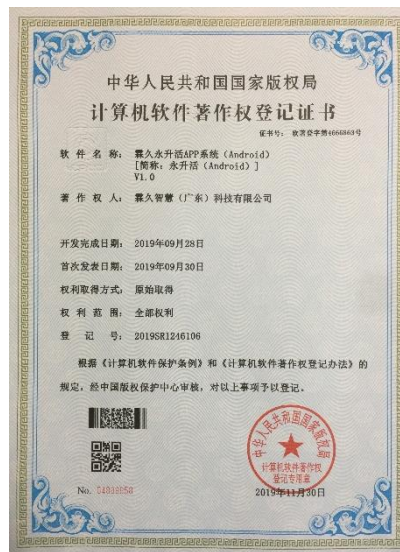 中华人民共和国国家版权局
计算机软件著作权登记证书
证书号： 软著登字第4666863号
软件名称： 霖久永升活APP系统（Android）
[简称：永升活（Android）]
V1.0
著作权人： 霖久智慧（广东）科技有限公司
开发完成日期： 2019年09月28日
首次发表日期： 2019年09月30日
权利取得方式： 原始取得
权利范围： 全部权利
登记号： 2019SR1246106
根据《计算机软件保护条例》和《计算机软件著作权登记办法》的
规定，经中国版权保护中心审核，对以上事项予以登记。
中华人民共和国国家版权局
计算机软件著作权
登记专用章
No.
2019年11月30日